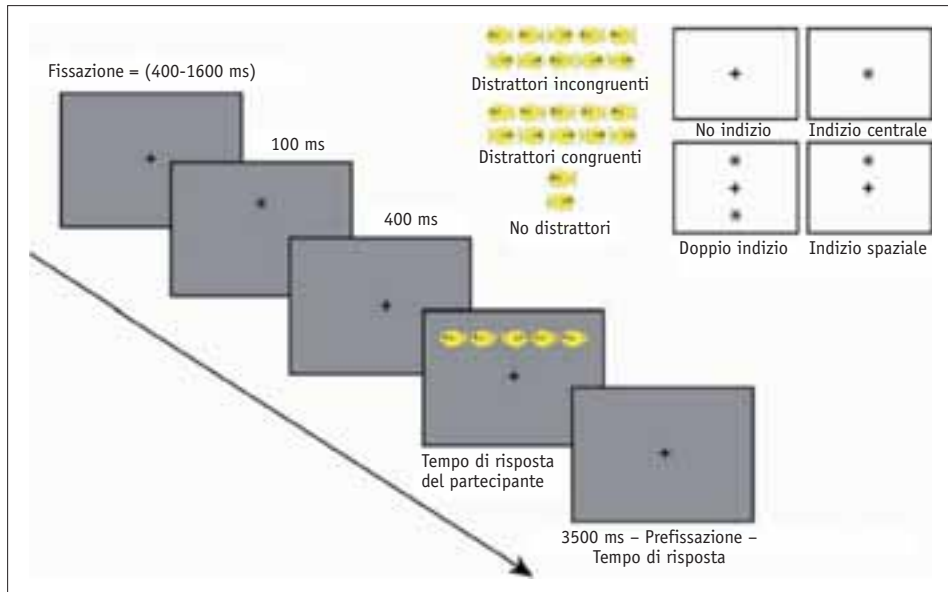 Fissazione = (400-1600 ms)
100 ms
400 ms
Tempo di risposta
del partecipante
3500 ms – Prefissazione –
Tempo di risposta
Distrattori incongruenti
Distrattori congruenti
No distrattori
No indizio
Indizio centrale
Doppio indizio
Indizio spaziale